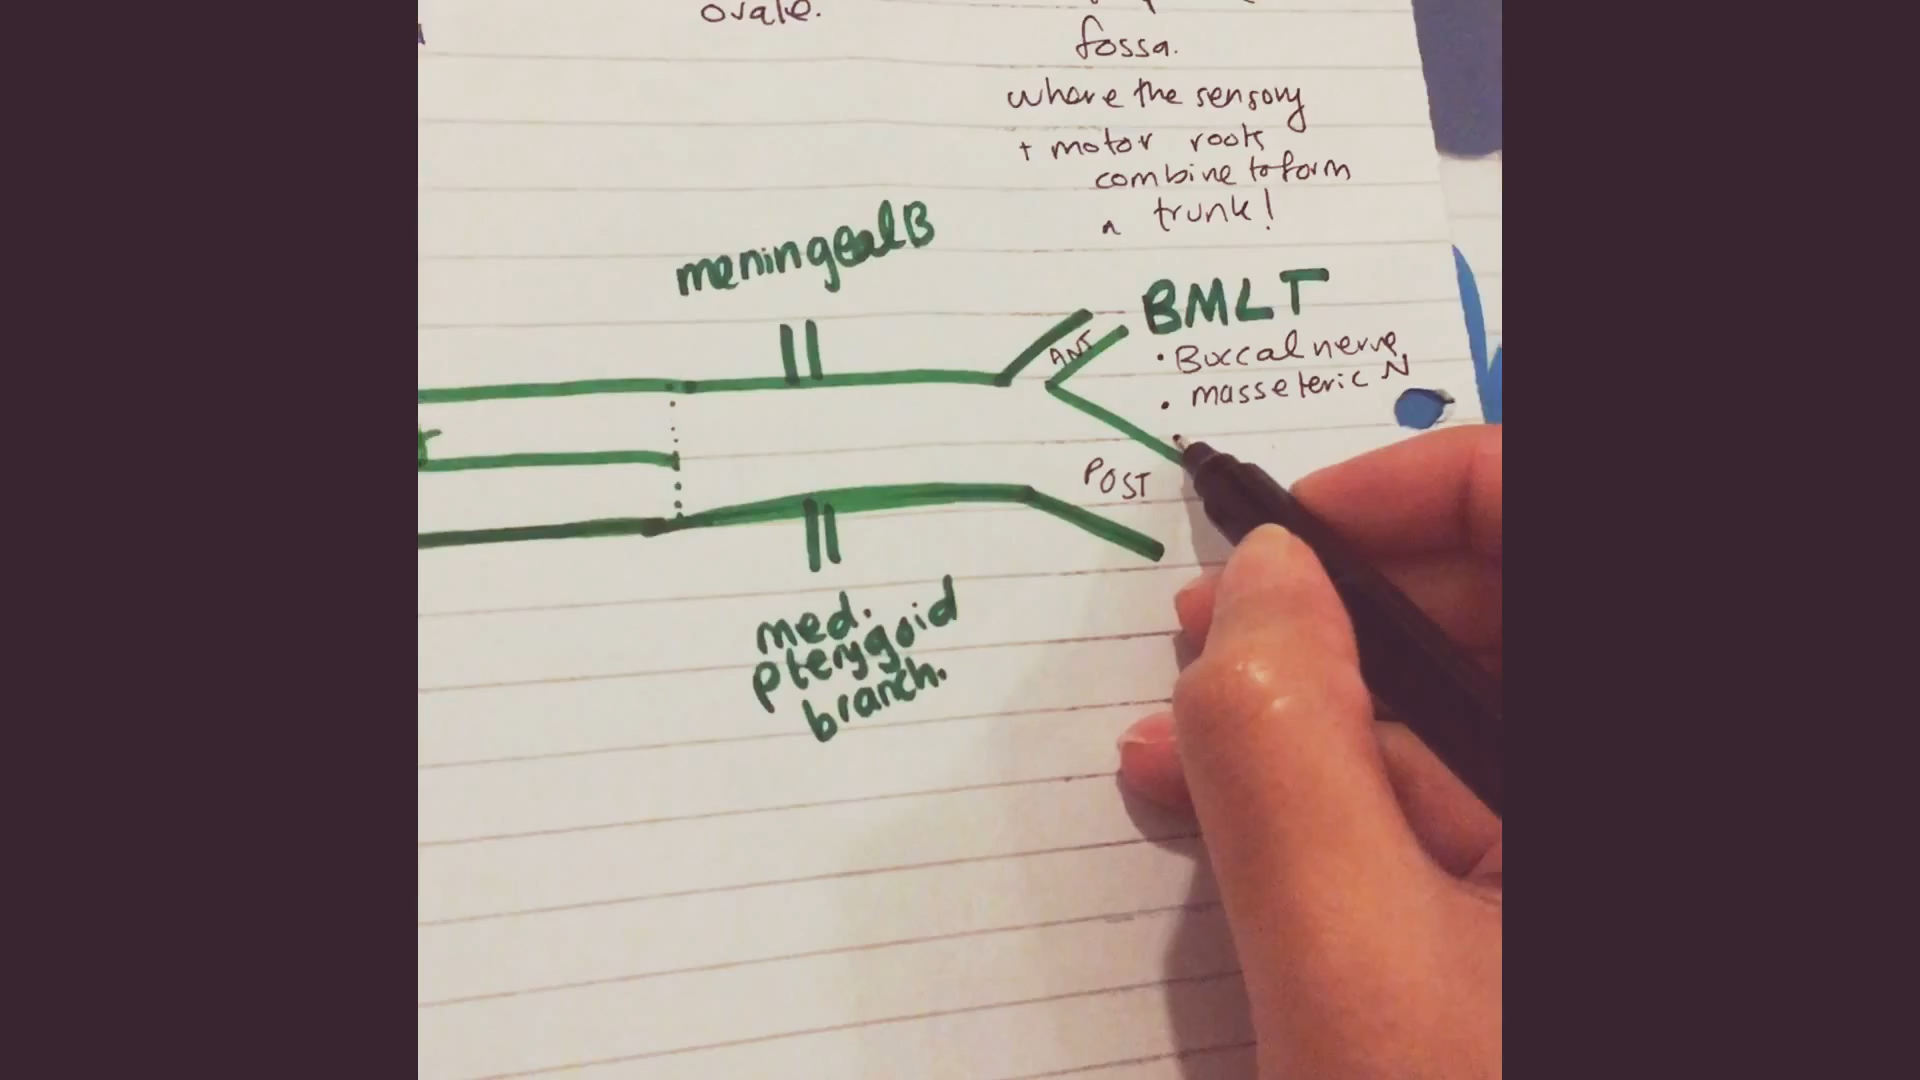 ovale.
fossa.
where the sensory
+ motor roots
combine to form
a trunk!
meningeal B
BMLT
ANT
• Buccal nerve
• masseteric N
POST
med.
pterygoid
branch.